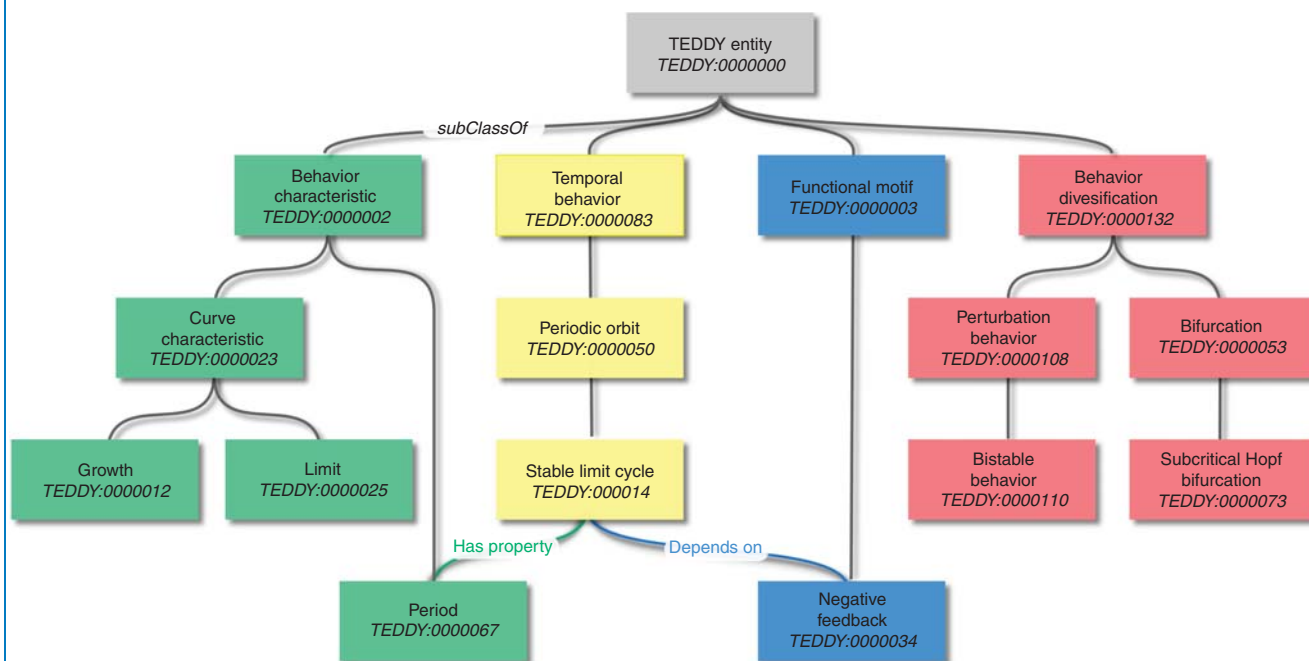 TEDDY entity
TEDDY:0000000
subClassOf
Behavior
characteristic
TEDDY:0000002
Temporal
behavior
TEDDY:0000083
Functional motif
TEDDY:0000003
Behavior
divesification
TEDDY:0000132
Curve
characteristic
TEDDY:0000023
Periodic orbit
TEDDY:0000050
Perturbation
behavior
TEDDY:0000108
Bifurcation
TEDDY:0000053
Growth
TEDDY:0000012
Limit
TEDDY:0000025
Stable limit cycle
TEDDY:000014
Bistable
behavior
TEDDY:0000110
Subcritical Hopf
bifurcation
TEDDY:0000073
Has property
Depends on
Period
TEDDY:0000067
Negative
feedback
TEDDY:0000034